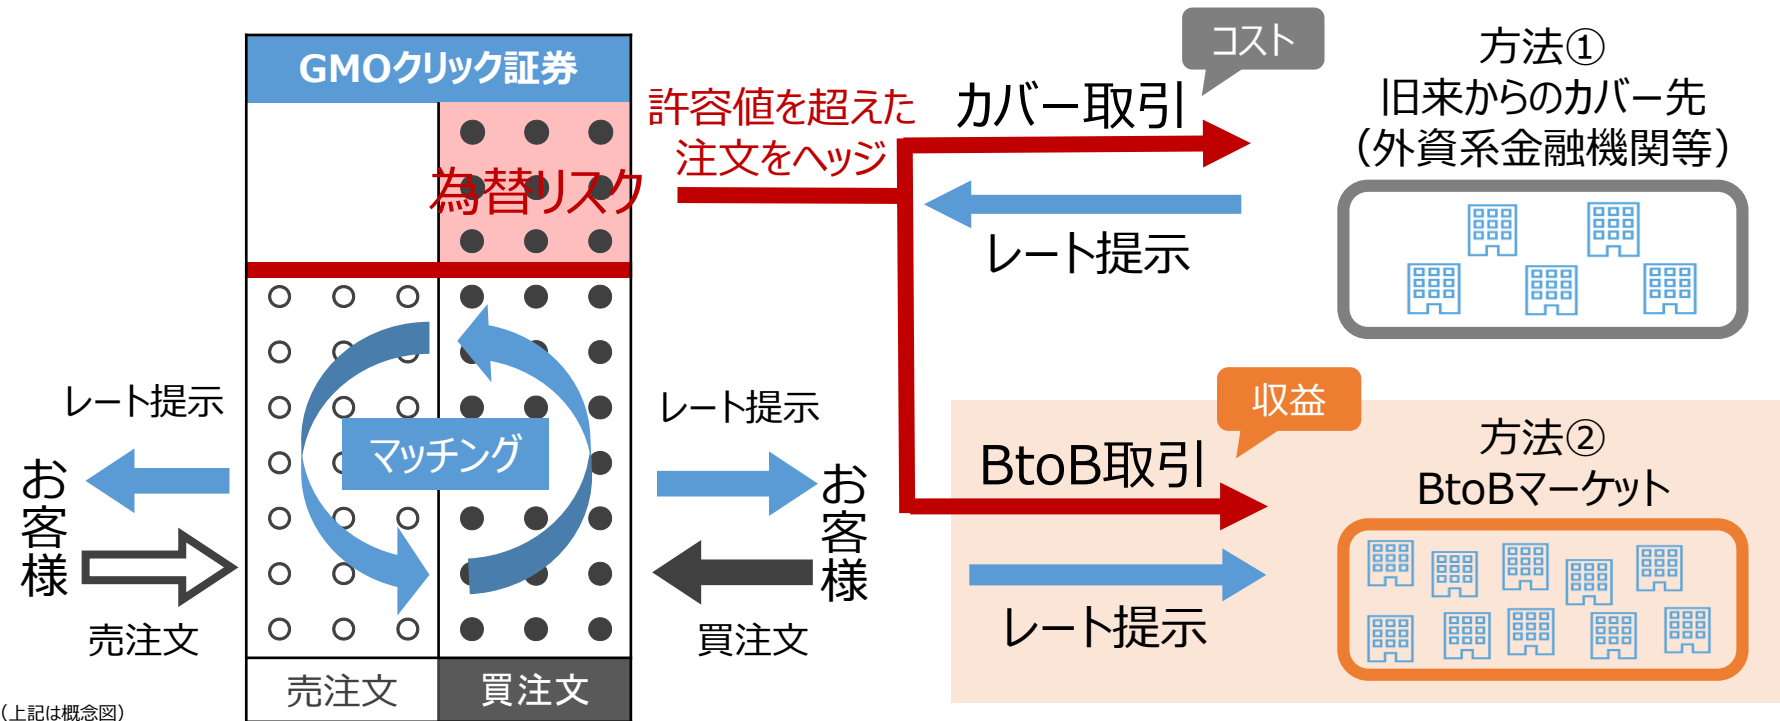 GMOクリック証券
為替リスク
マッチング
売注文
買注文
レート提示
お客様
売注文
レート提示
お客様
買注文
許容値を超えた
注文をヘッジ
カバー取引
コスト
レート提示
方法①
旧来からのカバー先
（外資系金融機関等）
収益
BtoB取引
レート提示
方法②
BtoBマーケット
（上記は概念図）